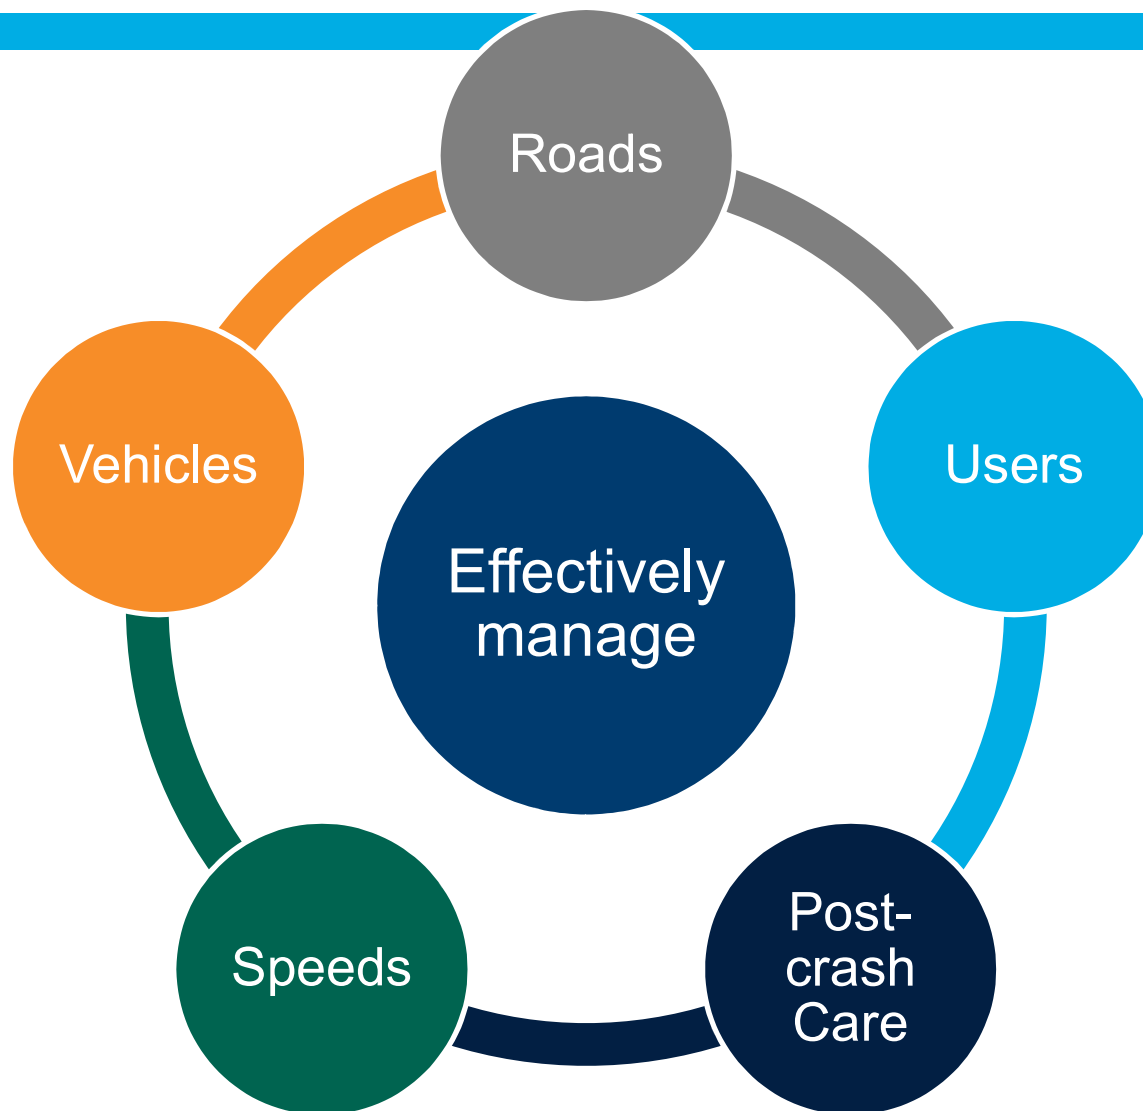 Roads
Vehicles
Users
Effectively
manage
Speeds
Post-
crash
Care